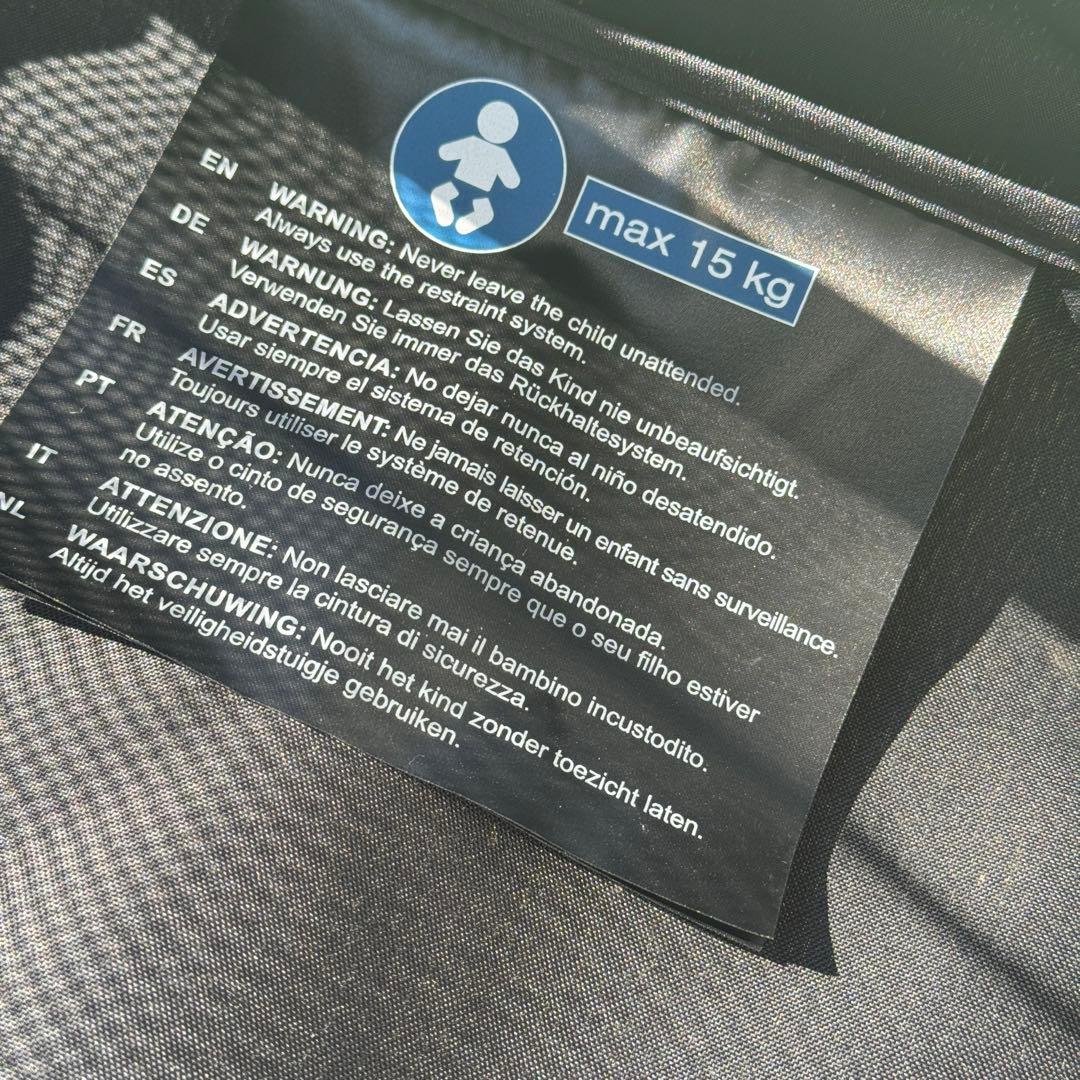 max 15 kg
EN WARNING: Never leave the child unattended.
Always use the restraint system.
DE WARNUNG: Lassen Sie das Kind nie unbeaufsichtigt.
Verwenden Sie immer das Rückhaltesystem.
ES ADVERTENCIA: No dejar nunca al niño desatendido.
Usar siempre el sistema de retención.
FR AVERTISSEMENT: Ne jamais laisser un enfant sans surveillance.
Toujours utiliser le système de retenue.
PT ATENÇÃO: Nunca deixe a criança abandonada.
Utilize o cinto de segurança sempre que o seu filho estiver
no assento.
IT ATTENZIONE: Non lasciare mai il bambino incustodito.
Utilizzare sempre la cintura di sicurezza.
NL WAARSCHUWING: Nooit het kind zonder toezicht laten.
Altijd het veiligheidstuigje gebruiken.